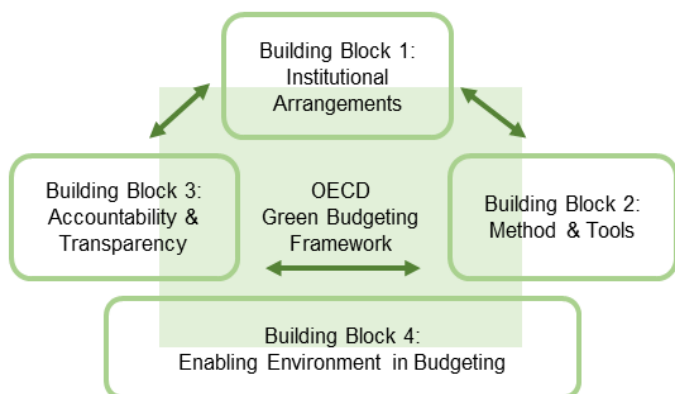 Building Block 1:
Institutional
Arrangements
Building Block 3:
Accountability &
Transparency
OECD
Green Budgeting
Framework
Building Block 2:
Method & Tools
Building Block 4:
Enabling Environment in Budgeting